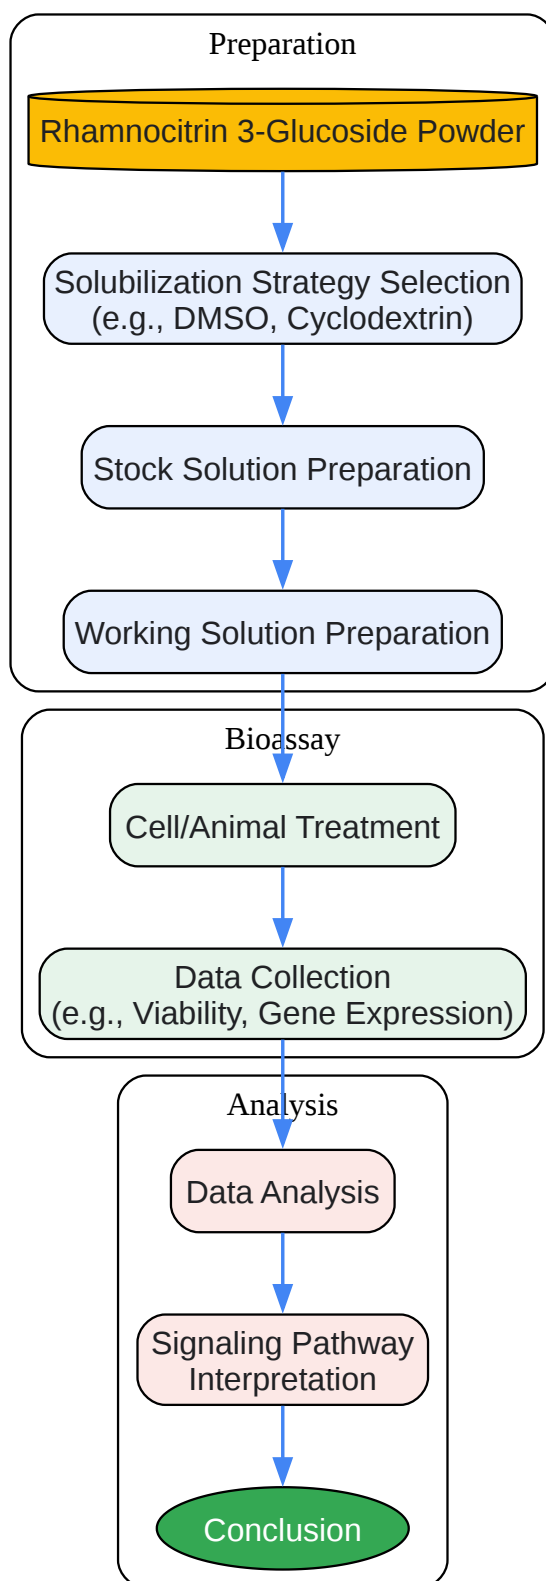 Preparation
Rhamnocitrin 3-Glucoside Powder
Solubilization Strategy Selection
(e.g., DMSO, Cyclodextrin)
Stock Solution Preparation
Working Solution Preparation
Bioassay
Cell/Animal Treatment
Data Collection
(e.g., Viability, Gene Expression)
Analysis
Data Analysis
Signaling Pathway
Interpretation
Conclusion